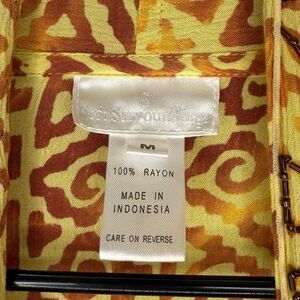 Soft Surroundings
M
100% RAYON
MADE IN
INDONESIA
CARE ON REVERSE